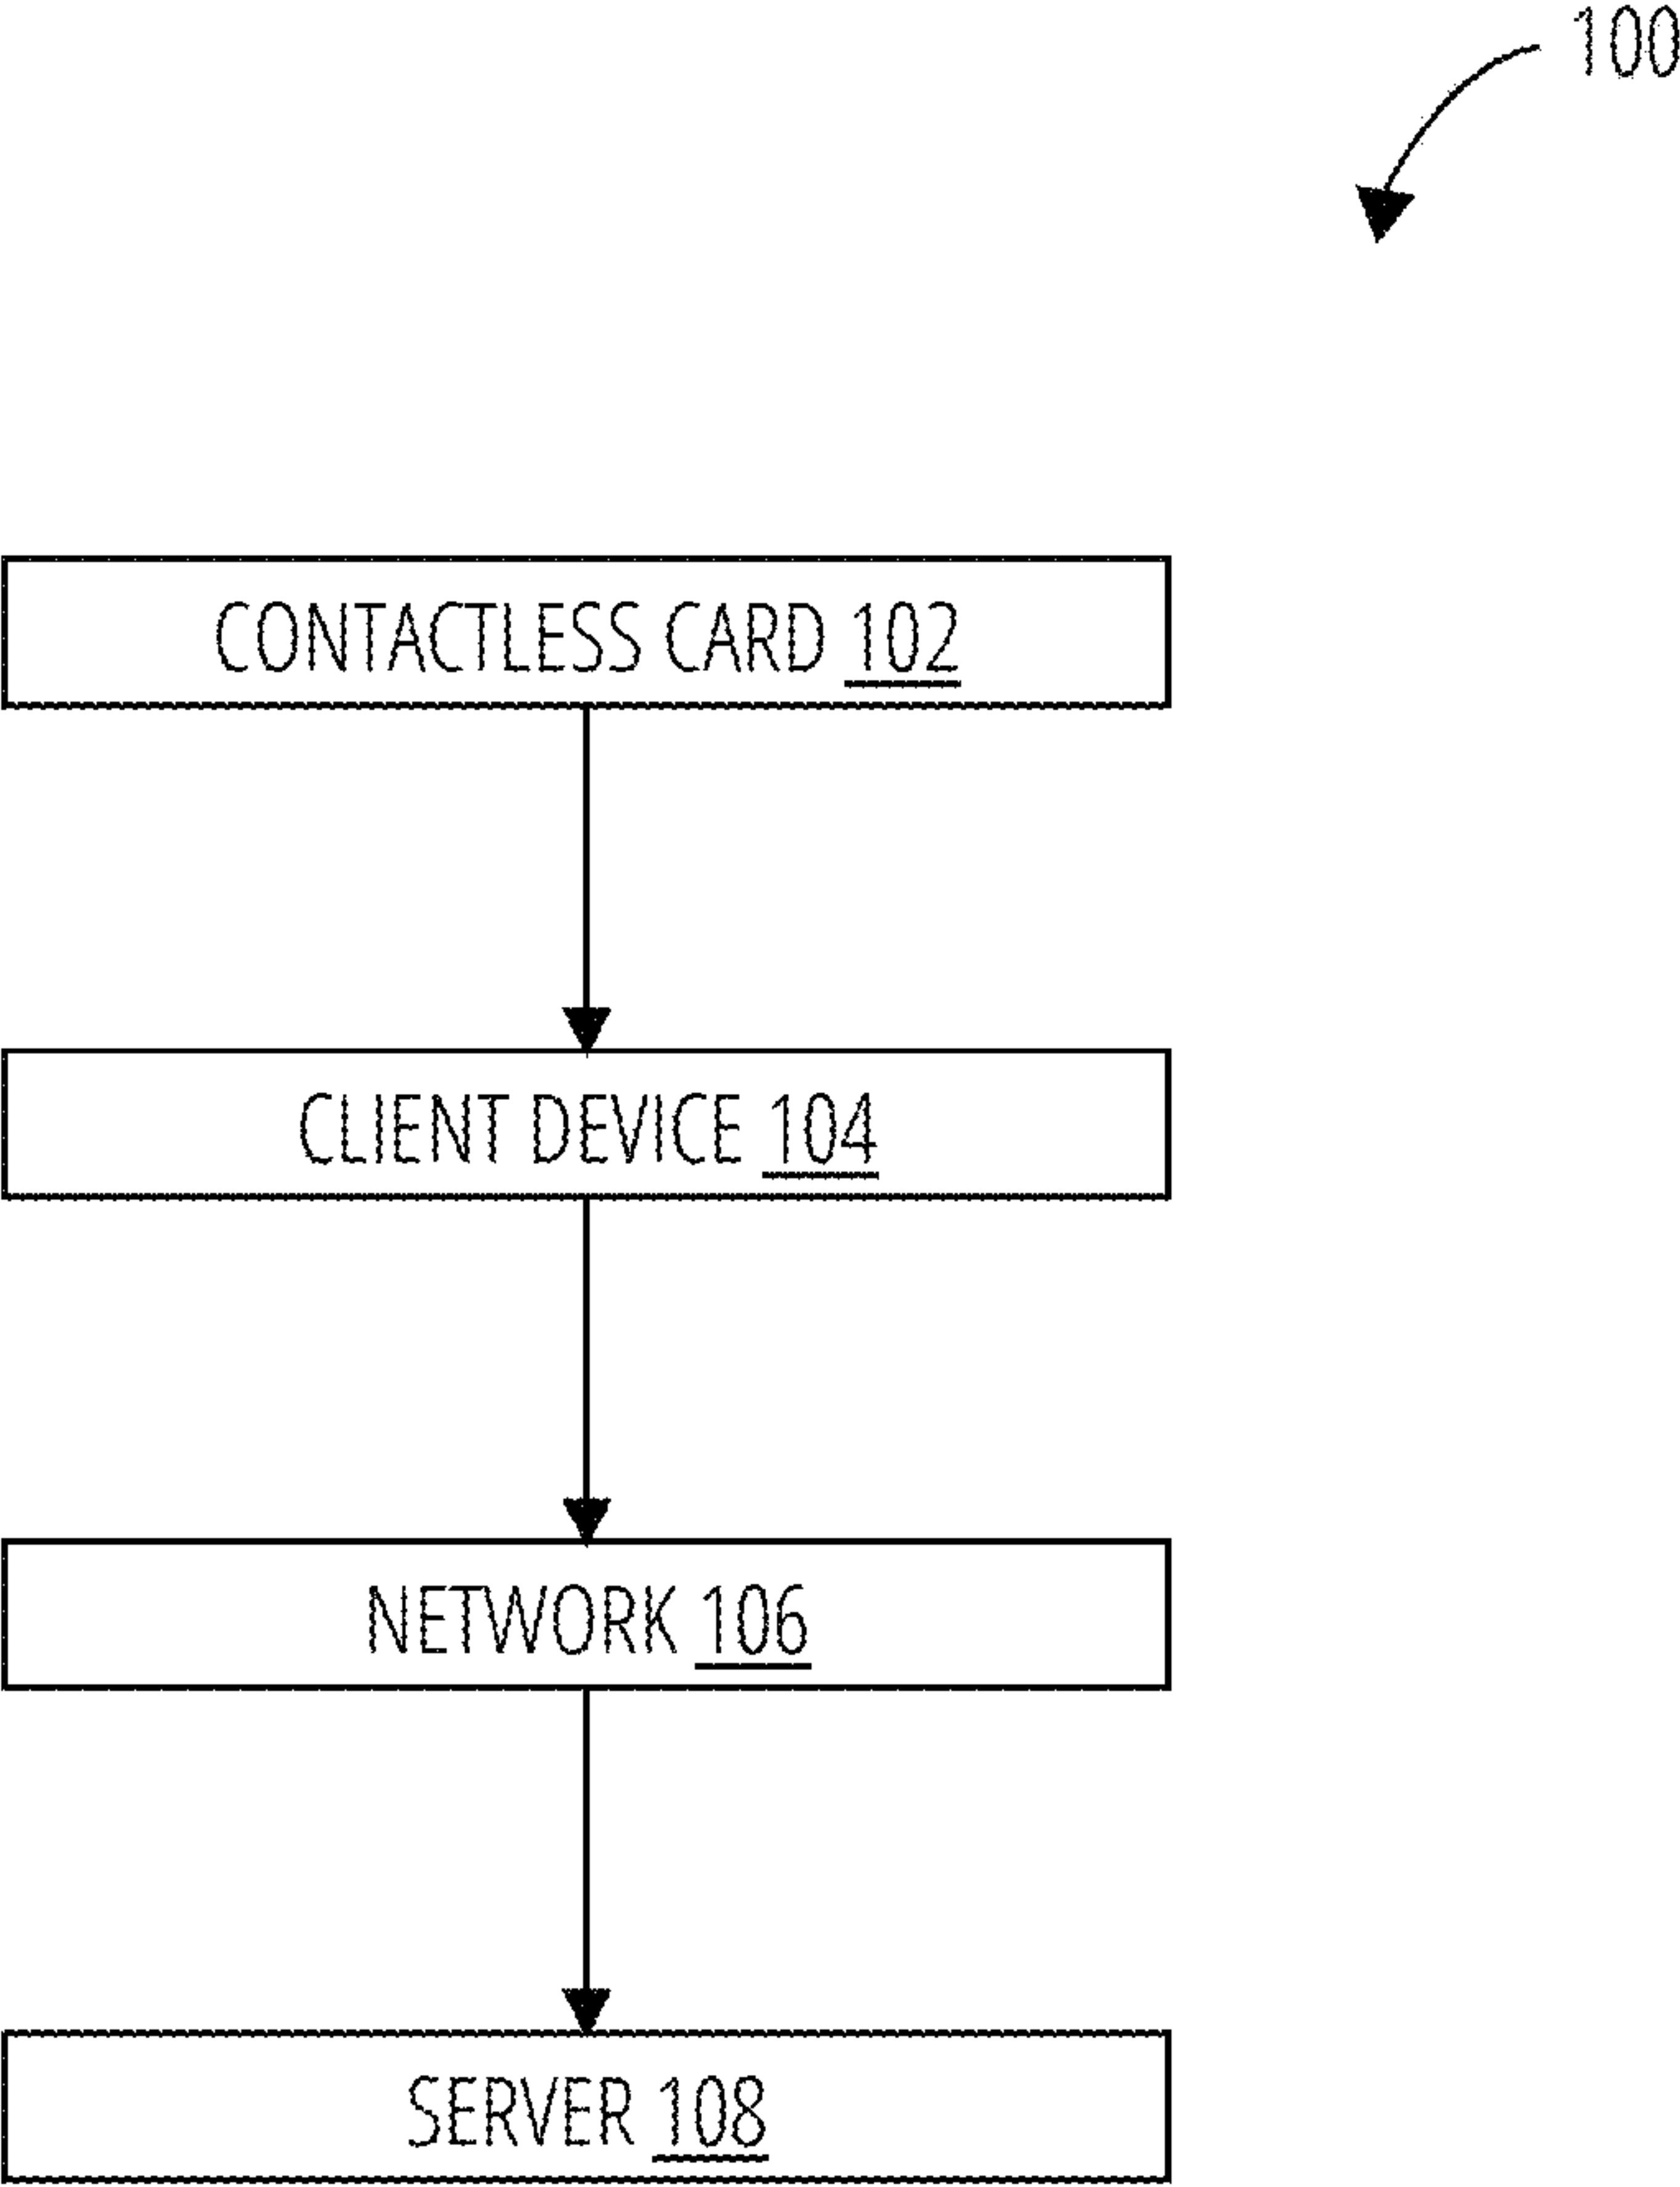 100
CONTACTLESS CARD 102
CLIENT DEVICE 104
NETWORK 106
SERVER 108